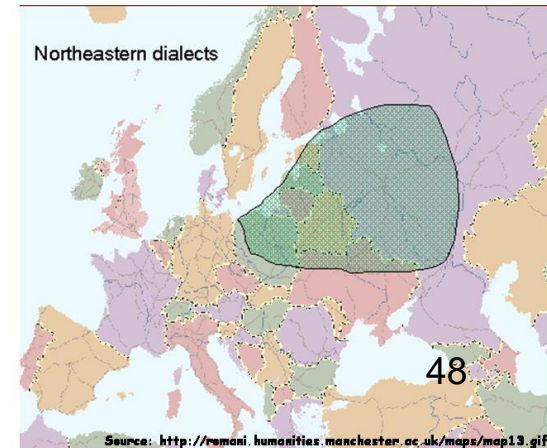 Northeastern dialects
48
Source: http://romani.humanities.manchester.ac.uk/maps/map13.gif